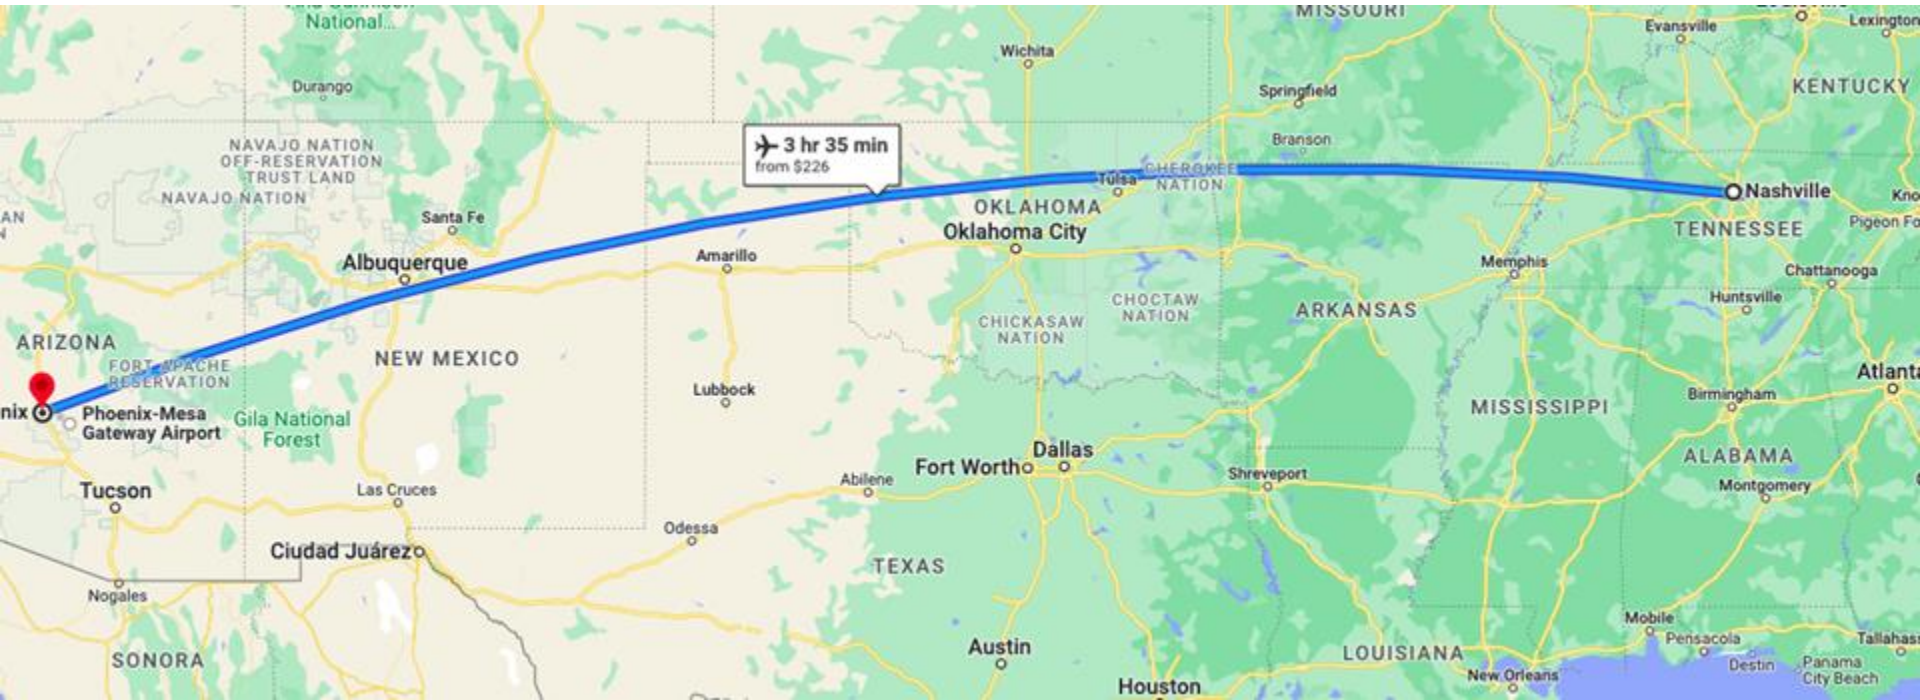 National...
MISSOURI
Evansville
Lexington
Wichita
Durango
Springfield
KENTUCKY
Branson
NAVAJO NATION
OFF-RESERVATION
TRUST LAND
NAVAJO NATION
3 hr 35 min
from $226
Tulsa
CHEROKEE
NATION
Nashville
Kno
AN
N
Santa Fe
OKLAHOMA
Oklahoma City
TENNESSEE
Pigeon Fo
Albuquerque
Amarillo
Memphis
Chattanooga
CHOCTAW
NATION
Huntsville
ARIZONA
CHICKASAW
NATION
ARKANSAS
FORT APACHE
RESERVATION
NEW MEXICO
Lubbock
Atlanta
Birmingham
MISSISSIPPI
nix
Phoenix-Mesa
Gateway Airport
Gila National
Forest
Dallas
Fort Worth
ALABAMA
Tucson
Las Cruces
Abilene
Shreveport
Montgomery
Odessa
Ciudad Juárez
TEXAS
Nogales
Mobile
Pensacola
Tallahas
SONORA
Austin
LOUISIANA
New Orleans
Destin
Panama
City Beach
Houston